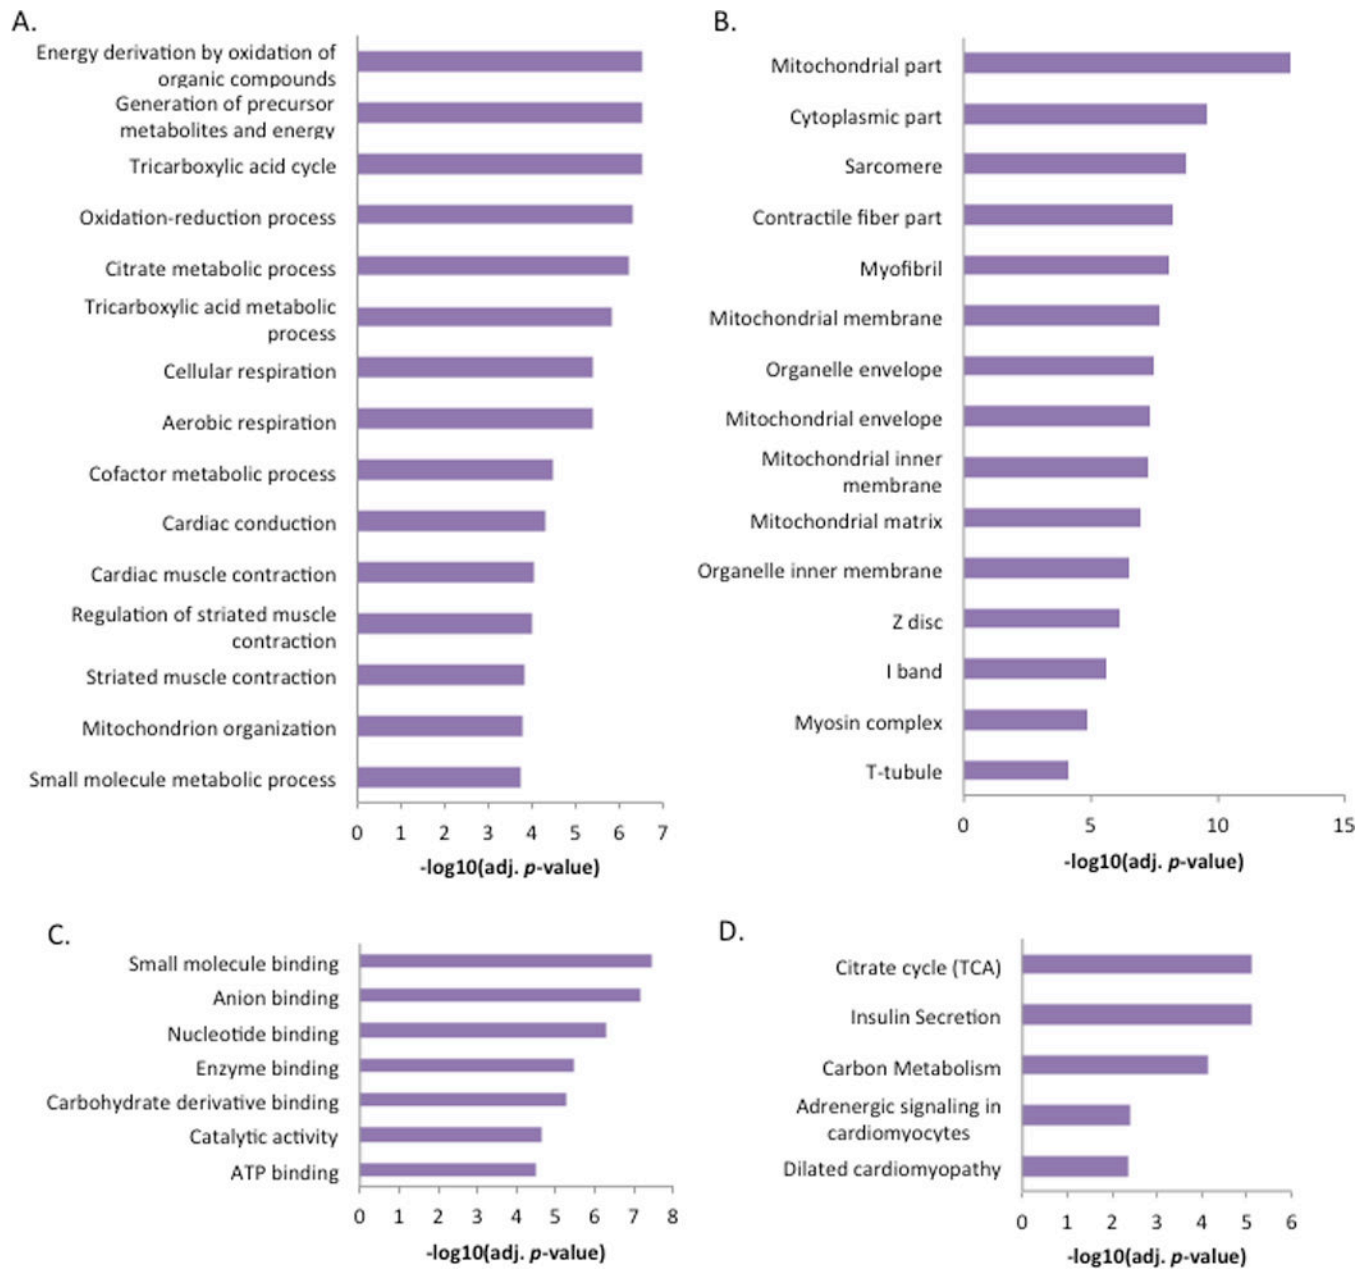 A.
Energy derivation by oxidation of
organic compounds
Generation of precursor
metabolites and energy
Tricarboxylic acid cycle
Oxidation-reduction process
Citrate metabolic process
Tricarboxylic acid metabolic
process
Cellular respiration
Aerobic respiration
Cofactor metabolic process
Cardiac conduction
Cardiac muscle contraction
Regulation of striated muscle
contraction
Striated muscle contraction
Mitochondrion organization
Small molecule metabolic process
0 1 2 3 4 5 6 7
-log10(adj. p-value)
B.
Mitochondrial part
Cytoplasmic part
Sarcomere
Contractile fiber part
Myofibril
Mitochondrial membrane
Organelle envelope
Mitochondrial envelope
Mitochondrial inner
membrane
Mitochondrial matrix
Organelle inner membrane
Z disc
I band
Myosin complex
T-tubule
0 5 10 15
-log10(adj. p-value)
C.
Small molecule binding
Anion binding
Nucleotide binding
Enzyme binding
Carbohydrate derivative binding
Catalytic activity
ATP binding
0 1 2 3 4 5 6 7 8
-log10(adj. p-value)
D.
Citrate cycle (TCA)
Insulin Secretion
Carbon Metabolism
Adrenergic signaling in
cardiomyocytes
Dilated cardiomyopathy
0 1 2 3 4 5 6
-log10(adj. p-value)